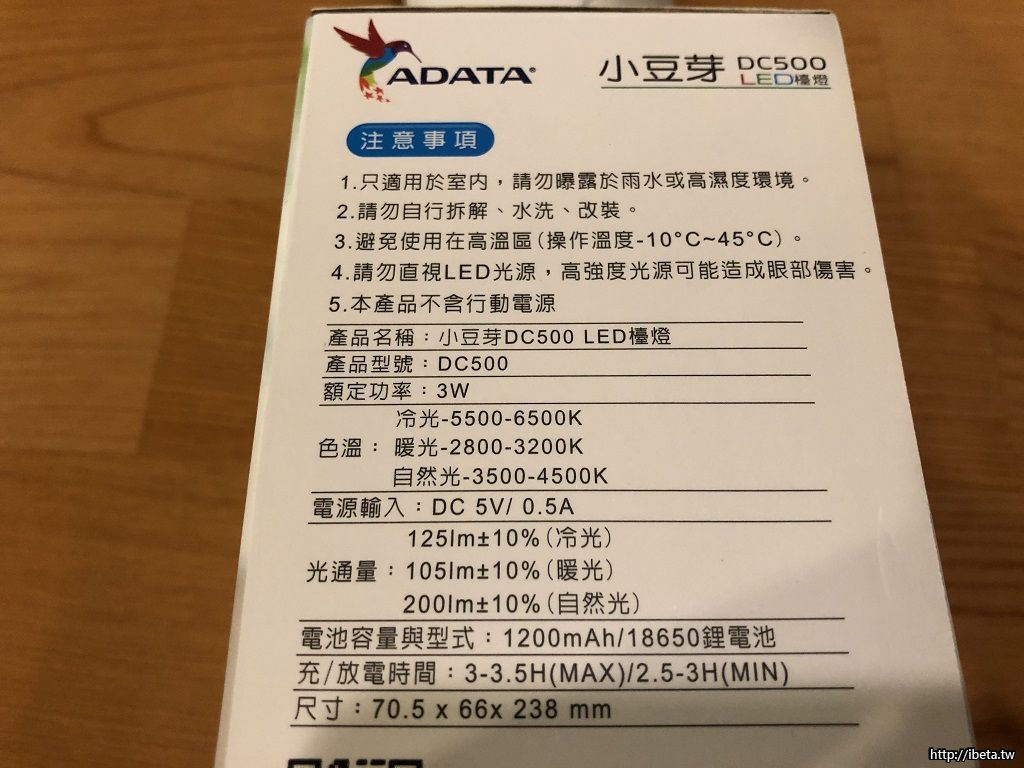 ADATA
小豆芽 DC500
LED檯燈
注意事項
1.只適用於室內，請勿曝露於雨水或高濕度環境。
2.請勿自行拆解、水洗、改裝。
3.避免使用在高溫區(操作溫度-10°C~45°C)。
4.請勿直視LED光源，高強度光源可能造成眼部傷害。
5.本產品不含行動電源
產品名稱：小豆芽DC500 LED檯燈
產品型號：DC500
額定功率：3W
冷光-5500-6500K
色溫： 暖光-2800-3200K
自然光-3500-4500K
電源輸入：DC 5V/ 0.5A
125lm±10%(冷光)
光通量：105lm±10%(暖光)
200lm±10%(自然光)
電池容量與型式：1200mAh/18650鋰電池
充/放電時間：3-3.5H(MAX)/2.5-3H(MIN)
尺寸：70.5 x 66x 238 mm
http://ibeta.tw